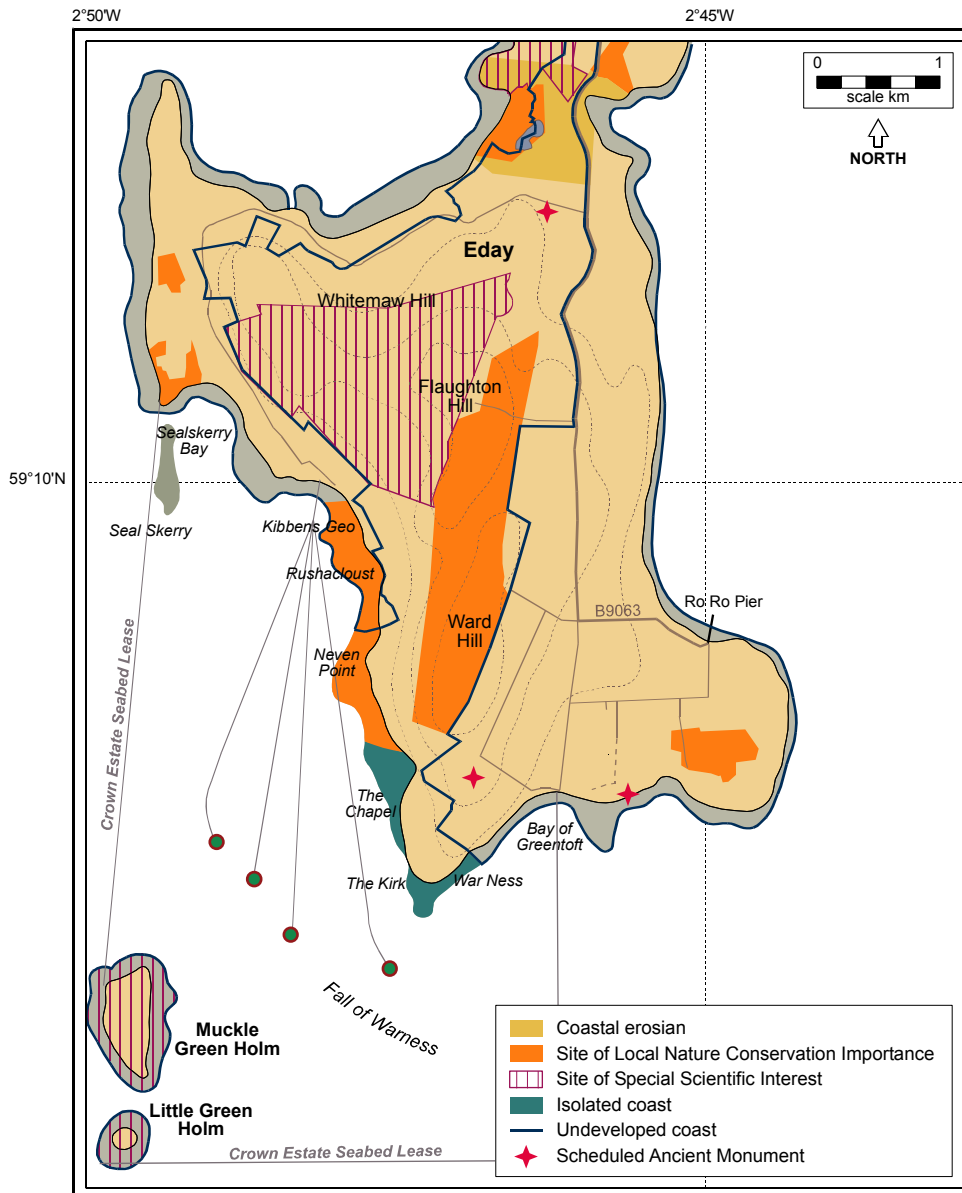 2°50'W
2°45'W
0
1
scale km
NORTH
Eday
Whitemaw Hill
Flaughton
Hill
Sealskerry
Bay
59°10'N
Seal Skerry
Kibbens Geo
Rushacloust
B9063
Ro Ro Pier
Ward
Hill
Neven
Point
Crown Estate Seabed Lease
The
Chapel
Bay of
Greentoft
The Kirk
War Ness
Fall of Warness
Muckle
Green Holm
Little Green
Holm
Crown Estate Seabed Lease
Coastal erosian
Site of Local Nature Conservation Importance
Site of Special Scientific Interest
Isolated coast
Undeveloped coast
Scheduled Ancient Monument